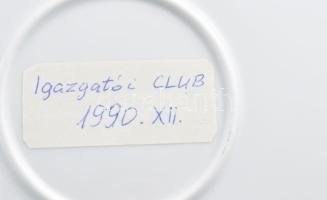 Igazgatói CLUB
1990. XII.